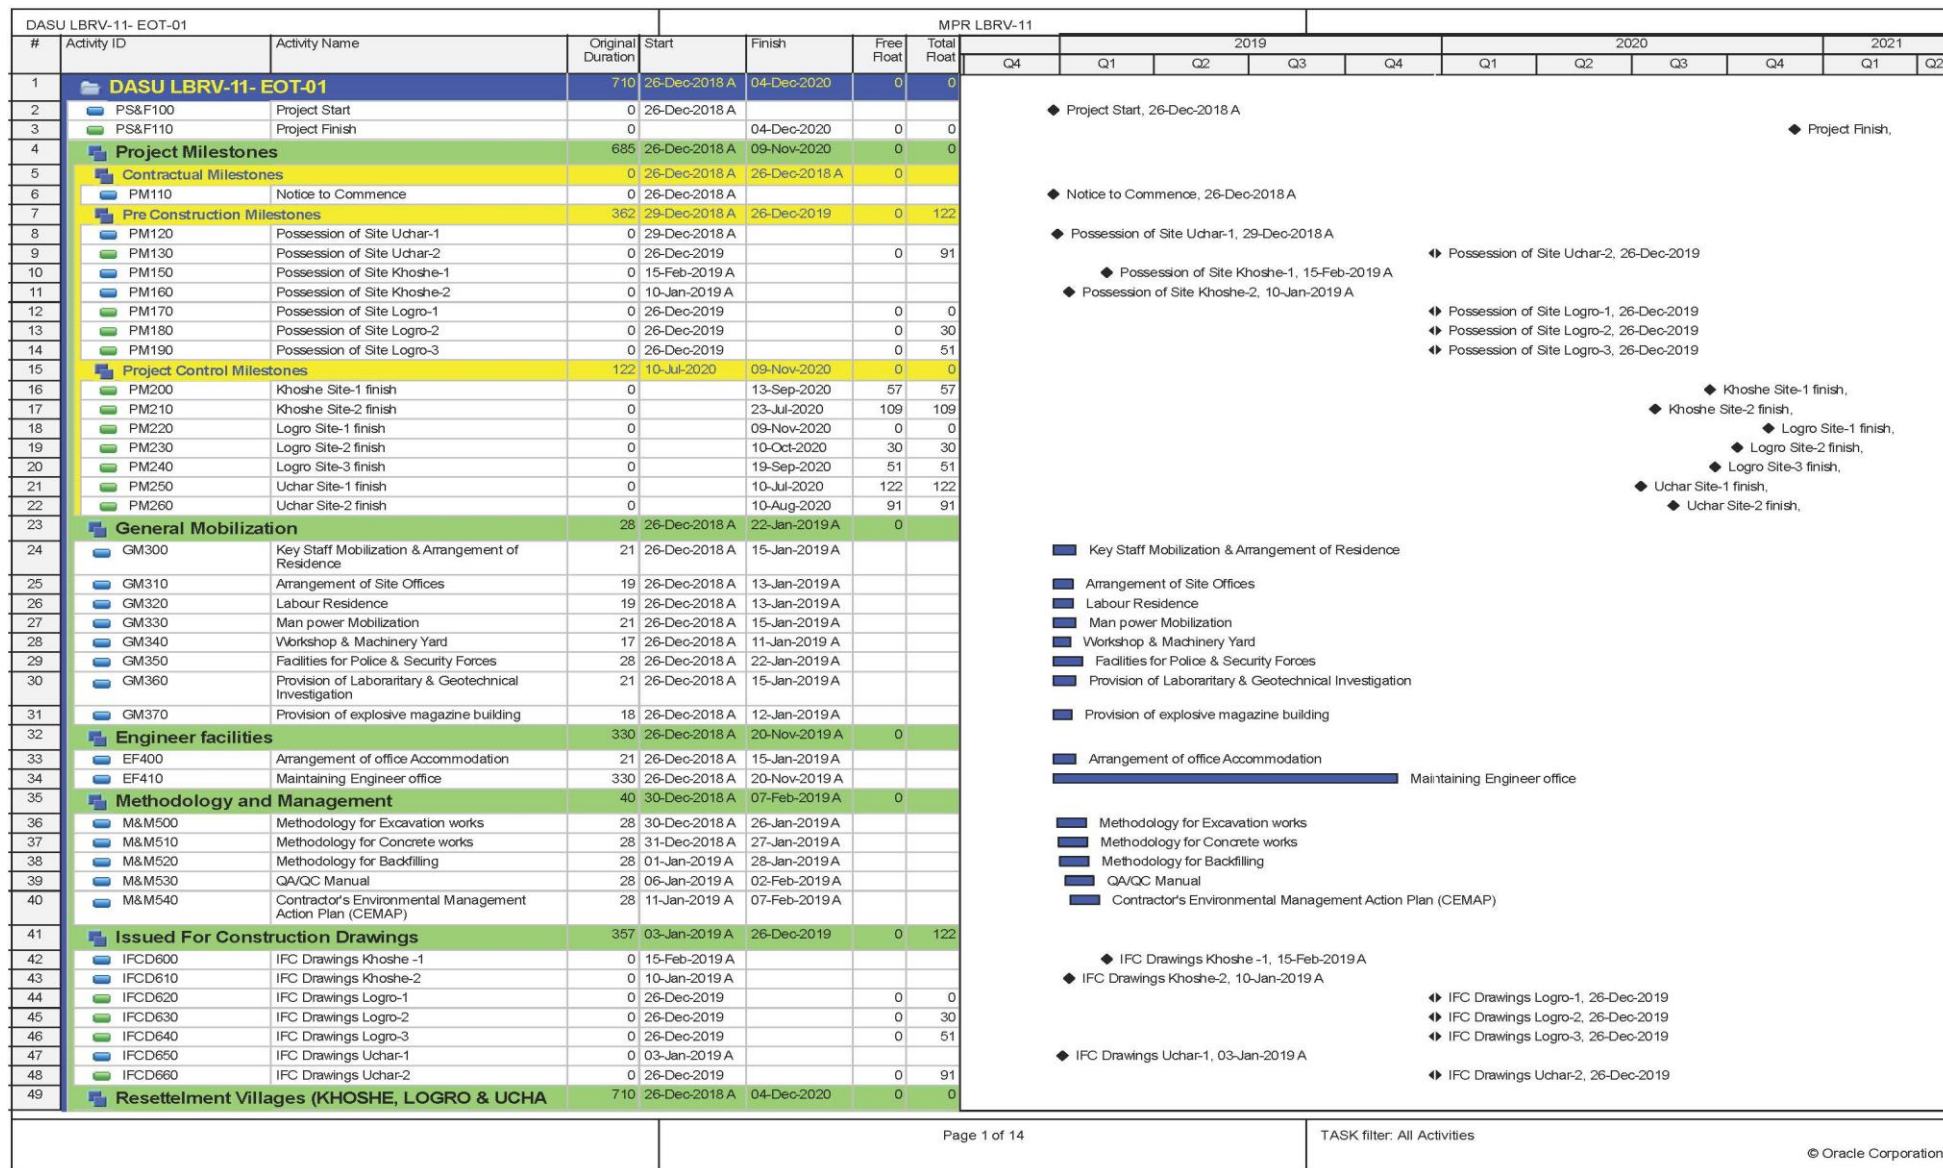 DASU LBRV-11- EOT-01 MPR LBRV-11
# Activity ID Activity Name Original Duration Start Finish Free Float Total Float 2019 2020 2021
Q4 Q1 Q2 Q3 Q4 Q1 Q2 Q3 Q4 Q1 Q2
1 DASU LBRV-11- EOT-01 710 26-Dec-2018 A 04-Dec-2020 0 0
2 PS&F100 Project Start 0 26-Dec-2018 A Project Start, 26-Dec-2018 A
3 PS&F110 Project Finish 0 04-Dec-2020 0 0 Project Finish,
4 Project Milestones 685 26-Dec-2018 A 09-Nov-2020 0 0
5 Contractual Milestones 0 26-Dec-2018 A 26-Dec-2018 A 0
6 PM110 Notice to Commence 0 26-Dec-2018 A Notice to Commence, 26-Dec-2018 A
7 Pre Construction Milestones 362 29-Dec-2018 A 26-Dec-2019 0 122
8 PM120 Possession of Site Uchar-1 0 29-Dec-2018 A Possession of Site Uchar-1, 29-Dec-2018 A
9 PM130 Possession of Site Uchar-2 0 26-Dec-2019 0 91 Possession of Site Uchar-2, 26-Dec-2019
10 PM150 Possession of Site Khoshe-1 0 15-Feb-2019 A Possession of Site Khoshe-1, 15-Feb-2019 A
11 PM160 Possession of Site Khoshe-2 0 10-Jan-2019 A Possession of Site Khoshe-2, 10-Jan-2019 A
12 PM170 Possession of Site Logro-1 0 26-Dec-2019 0 0 Possession of Site Logro-1, 26-Dec-2019
13 PM180 Possession of Site Logro-2 0 26-Dec-2019 0 30 Possession of Site Logro-2, 26-Dec-2019
14 PM190 Possession of Site Logro-3 0 26-Dec-2019 0 51 Possession of Site Logro-3, 26-Dec-2019
15 Project Control Milestones 122 10-Jul-2020 09-Nov-2020 0 0
16 PM200 Khoshe Site-1 finish 0 13-Sep-2020 57 57 Khoshe Site-1 finish,
17 PM210 Khoshe Site-2 finish 0 23-Jul-2020 109 109 Khoshe Site-2 finish,
18 PM220 Logro Site-1 finish 0 09-Nov-2020 0 0 Logro Site-1 finish,
19 PM230 Logro Site-2 finish 0 10-Oct-2020 30 30 Logro Site-2 finish,
20 PM240 Logro Site-3 finish 0 19-Sep-2020 51 51 Logro Site-3 finish,
21 PM250 Uchar Site-1 finish 0 10-Jul-2020 122 122 Uchar Site-1 finish,
22 PM260 Uchar Site-2 finish 0 10-Aug-2020 91 91 Uchar Site-2 finish,
23 General Mobilization 28 26-Dec-2018 A 22-Jan-2019 A 0
24 GM300 Key Staff Mobilization & Arrangement of Residence 21 26-Dec-2018 A 15-Jan-2019 A Key Staff Mobilization & Arrangement of Residence
25 GM310 Arrangement of Site Offices 19 26-Dec-2018 A 13-Jan-2019 A Arrangement of Site Offices
26 GM320 Labour Residence 19 26-Dec-2018 A 13-Jan-2019 A Labour Residence
27 GM330 Man power Mobilization 21 26-Dec-2018 A 15-Jan-2019 A Man power Mobilization
28 GM340 Workshop & Machinery Yard 17 26-Dec-2018 A 11-Jan-2019 A Workshop & Machinery Yard
29 GM350 Facilities for Police & Security Forces 28 26-Dec-2018 A 22-Jan-2019 A Facilities for Police & Security Forces
30 GM360 Provision of Laboraritary & Geotechnical Investigation 21 26-Dec-2018 A 15-Jan-2019 A Provision of Laboraritary & Geotechnical Investigation
31 GM370 Provision of explosive magazine building 18 26-Dec-2018 A 12-Jan-2019 A Provision of explosive magazine building
32 Engineer facilities 330 26-Dec-2018 A 20-Nov-2019 A 0
33 EF400 Arrangement of office Accommodation 21 26-Dec-2018 A 15-Jan-2019 A Arrangement of office Accommodation
34 EF410 Maintaining Engineer office 330 26-Dec-2018 A 20-Nov-2019 A Maintaining Engineer office
35 Methodology and Management 40 30-Dec-2018 A 07-Feb-2019 A 0
36 M&M500 Methodology for Excavation works 28 30-Dec-2018 A 26-Jan-2019 A Methodology for Excavation works
37 M&M510 Methodology for Concrete works 28 31-Dec-2018 A 27-Jan-2019 A Methodology for Concrete works
38 M&M520 Methodology for Backfilling 28 01-Jan-2019 A 28-Jan-2019 A Methodology for Backfilling
39 M&M530 QA/QC Manual 28 06-Jan-2019 A 02-Feb-2019 A QA/QC Manual
40 M&M540 Contractor's Environmental Management Action Plan (CEMAP) 28 11-Jan-2019 A 07-Feb-2019 A Contractor's Environmental Management Action Plan (CEMAP)
41 Issued For Construction Drawings 357 03-Jan-2019 A 26-Dec-2019 0 122
42 IFCD600 IFC Drawings Khoshe -1 0 15-Feb-2019 A IFC Drawings Khoshe -1, 15-Feb-2019 A
43 IFCD610 IFC Drawings Khoshe-2 0 10-Jan-2019 A IFC Drawings Khoshe-2, 10-Jan-2019 A
44 IFCD620 IFC Drawings Logro-1 0 26-Dec-2019 0 0 IFC Drawings Logro-1, 26-Dec-2019
45 IFCD630 IFC Drawings Logro-2 0 26-Dec-2019 0 30 IFC Drawings Logro-2, 26-Dec-2019
46 IFCD640 IFC Drawings Logro-3 0 26-Dec-2019 0 51 IFC Drawings Logro-3, 26-Dec-2019
47 IFCD650 IFC Drawings Uchar-1 0 03-Jan-2019 A IFC Drawings Uchar-1, 03-Jan-2019 A
48 IFCD660 IFC Drawings Uchar-2 0 26-Dec-2019 0 91 IFC Drawings Uchar-2, 26-Dec-2019
49 Resettelment Villages (KHOSHE, LOGRO & UCHA 710 26-Dec-2018 A 04-Dec-2020 0 0
Page 1 of 14 TASK filter: All Activities
© Oracle Corporation